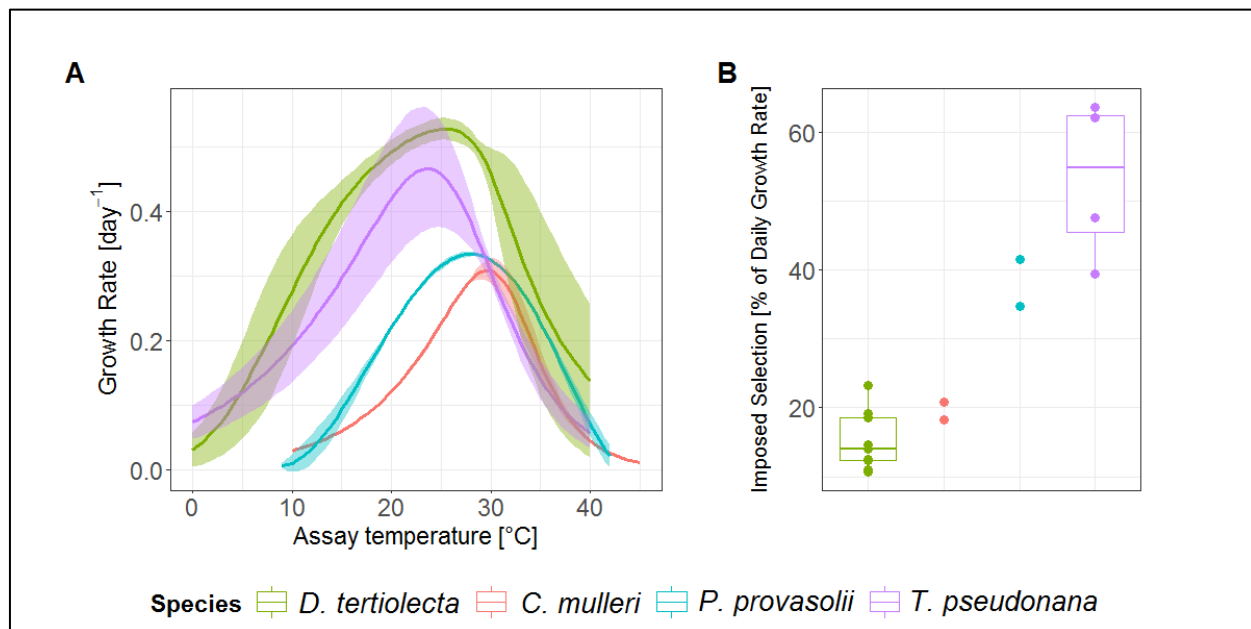 A
B
Growth Rate [day⁻¹]
0.4
0.2
0.0
0 10 20 30 40
Assay temperature [°C]
Imposed Selection [% of Daily Growth Rate]
60
40
20
Species D. tertiolecta C. mulleri P. provasolii T. pseudonana